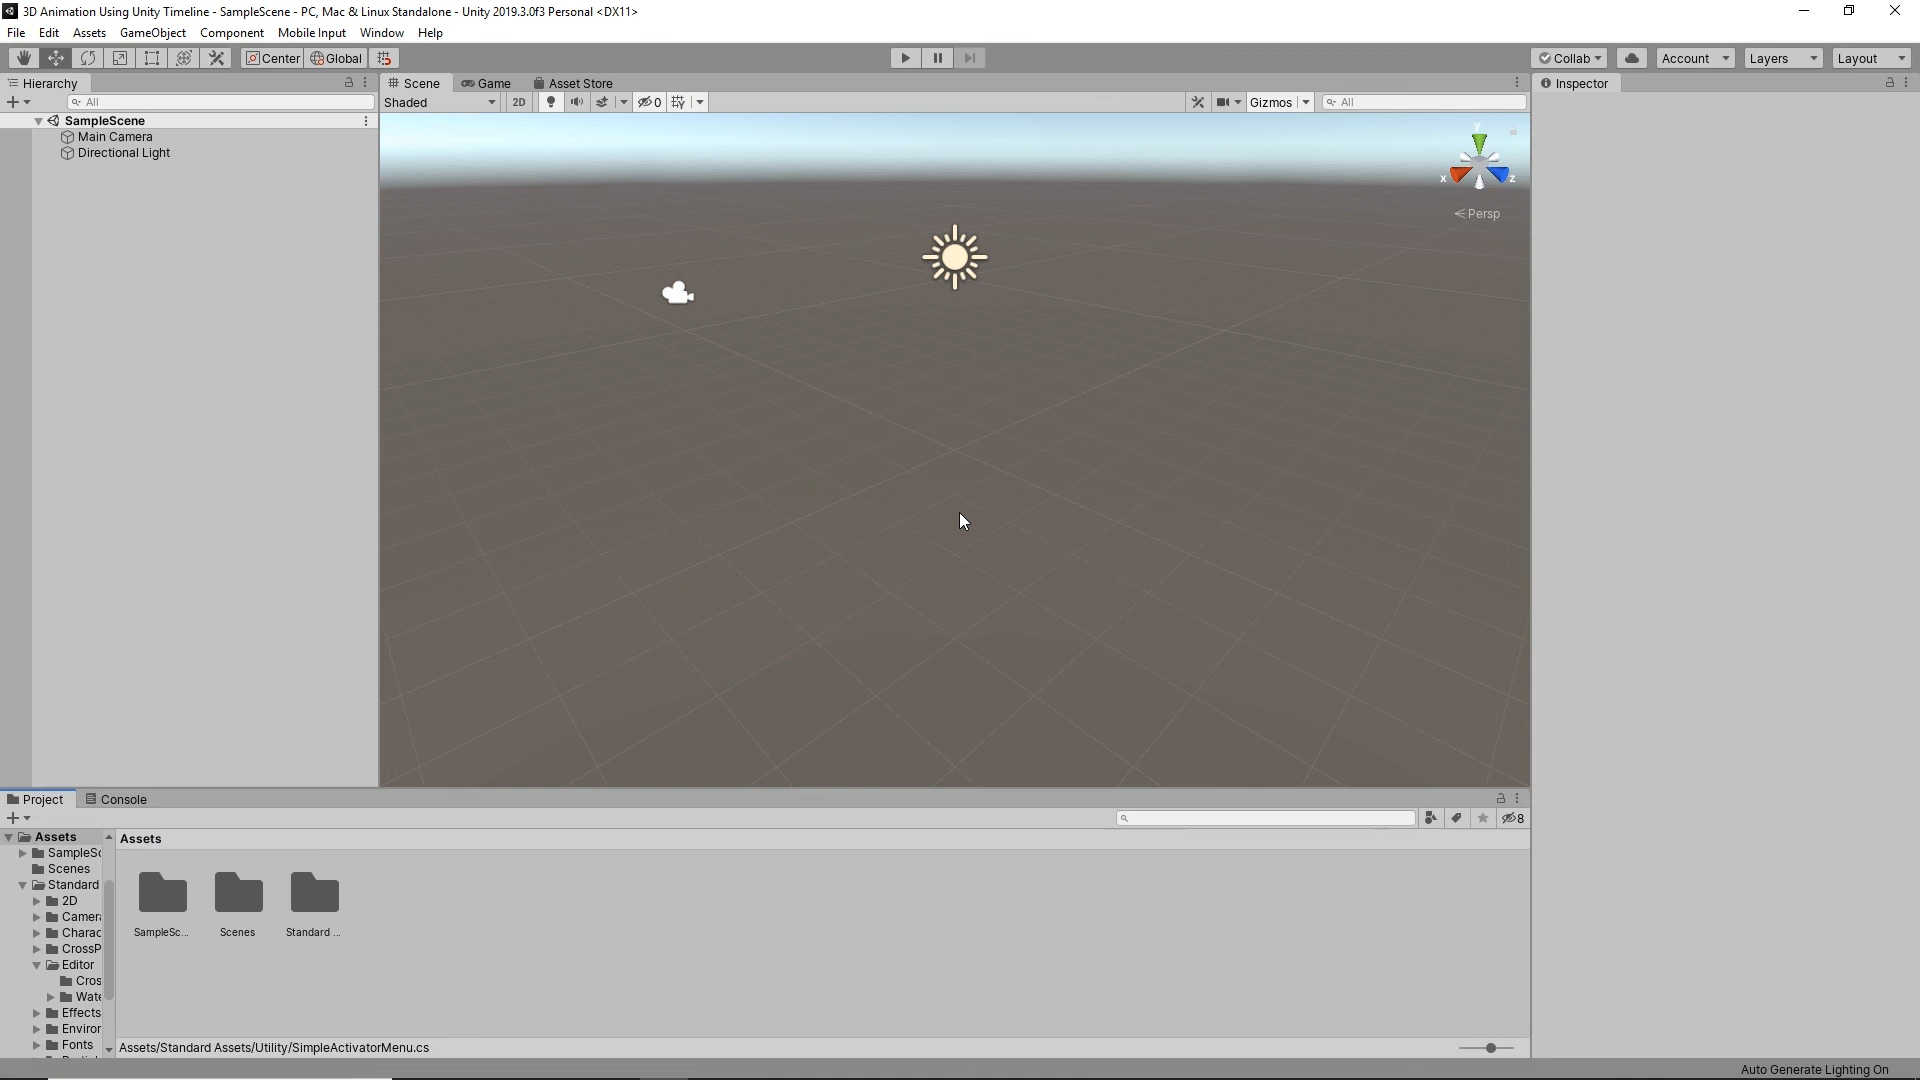 3D Animation Using Unity Timeline - SampleScene - PC, Mac & Linux Standalone - Unity 2019.3.0f3 Personal <DX11>
File Edit Assets GameObject Component Mobile Input Window Help
Center Global Collab Account Layers Layout
Hierarchy
All
SampleScene
Main Camera
Directional Light
Scene Game Asset Store
Shaded 2D 0 Gizmos All
y
x z
Persp
Inspector
Project Console
8
Assets
SampleSc
Scenes
Standard
2D
Camera
Charac
CrossP
Editor
Cros
Wate
Effects
Environ
Fonts
Assets
SampleSc...
Scenes
Standard ...
Assets/Standard Assets/Utility/SimpleActivatorMenu.cs
Auto Generate Lighting On